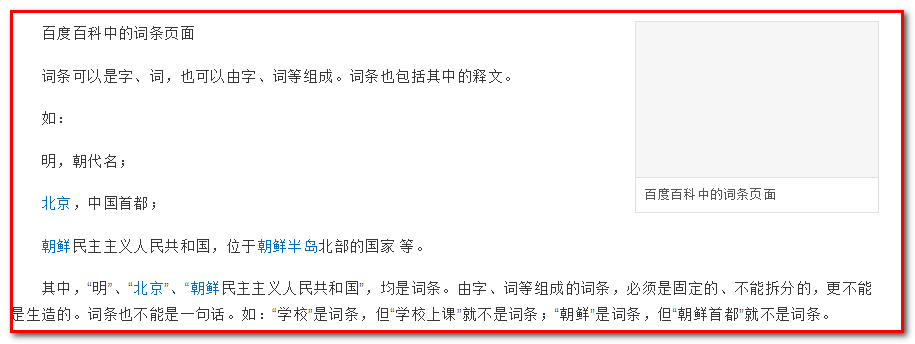 百度百科中的词条页面
词条可以是字、词，也可以由字、词等组成。词条也包括其中的释文。
如：
明，朝代名；
北京，中国首都；
百度百科中的词条页面
朝鲜民主主义人民共和国，位于朝鲜半岛北部的国家 等。
其中，“明”、“北京”、“朝鲜民主主义人民共和国”，均是词条。由字、词等组成的词条，必须是固定的、不能拆分的，更不能
是生造的。词条也不能是一句话。如：“学校”是词条，但“学校上课”就不是词条；“朝鲜”是词条，但“朝鲜首都”就不是词条。